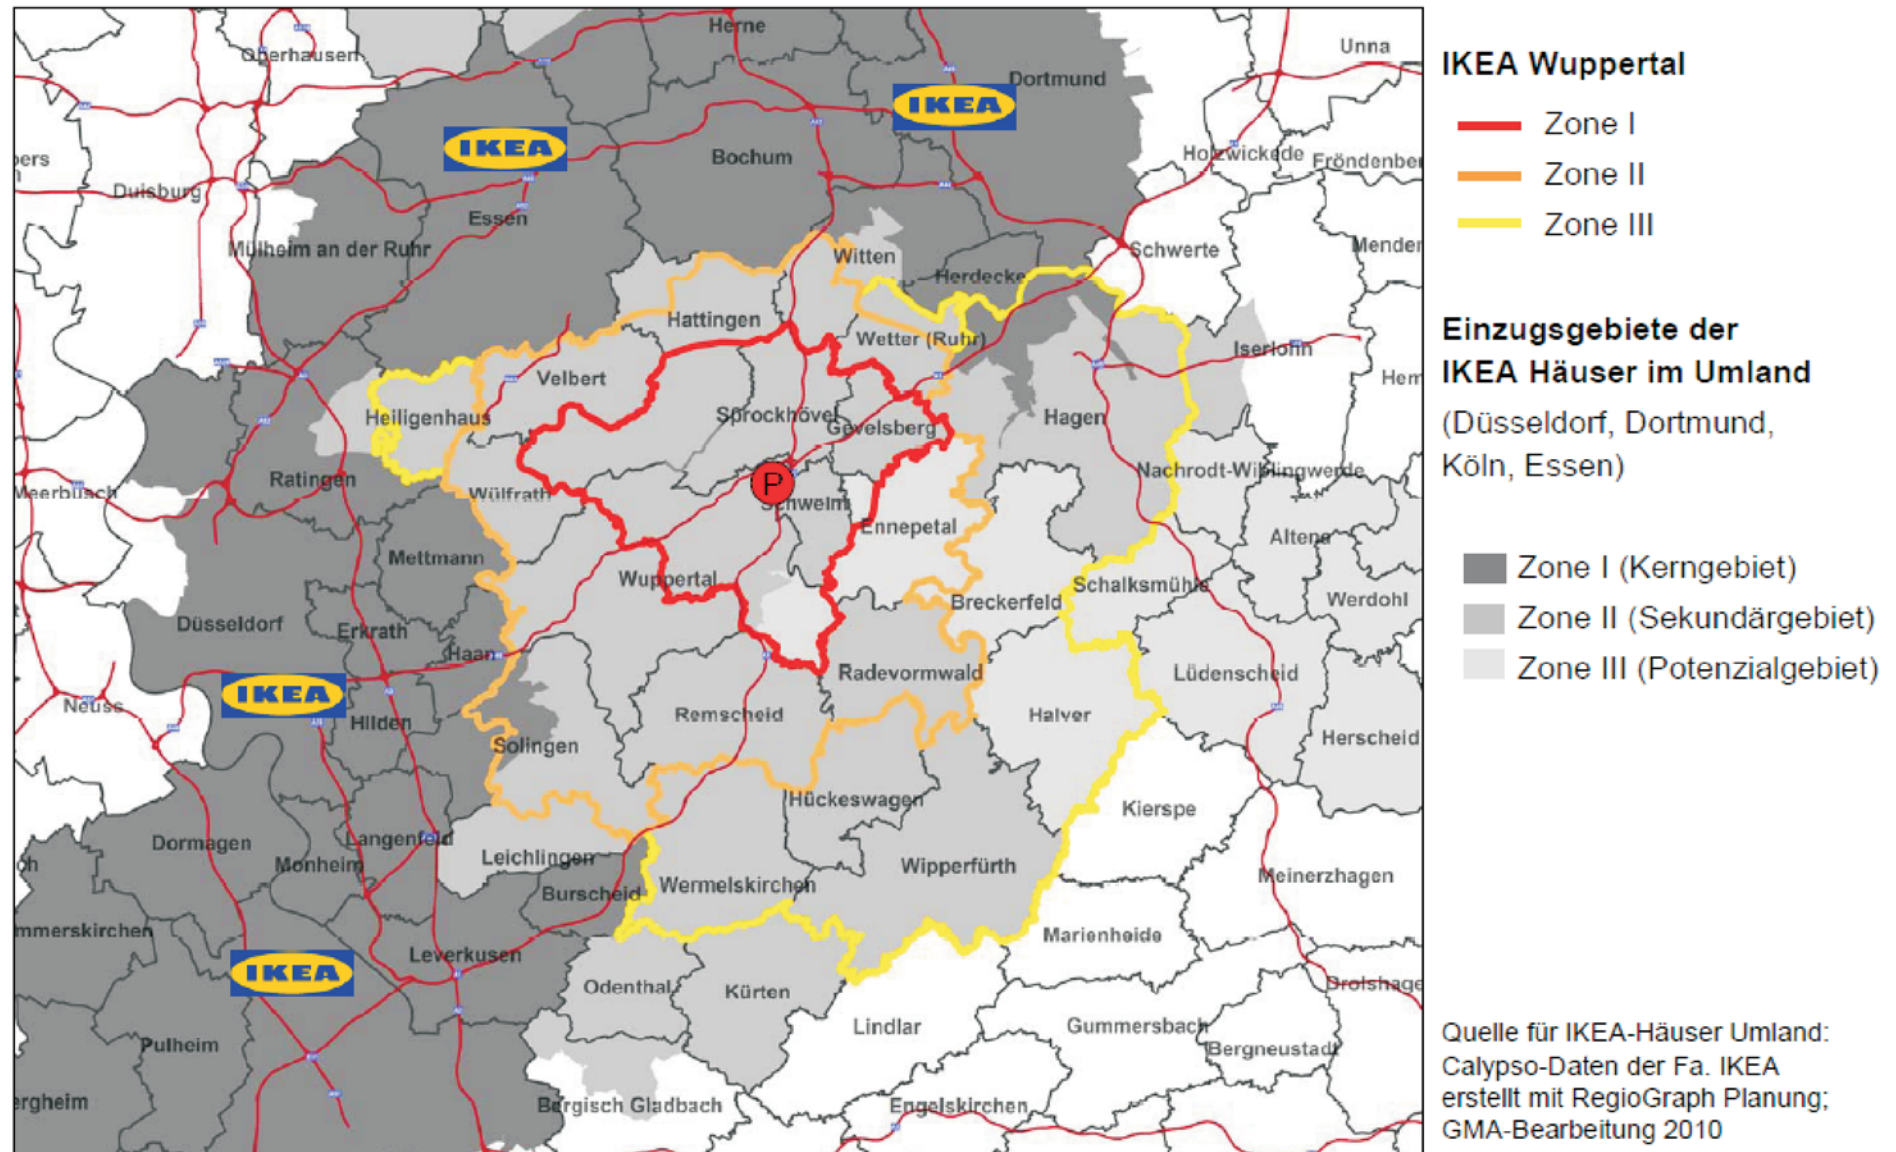 Herne
Unna
Oberhausen
Dortmund
IKEA
IKEA
Bochum
Holzwickede
Duisburg
Essen
Mülheim an der Ruhr
Witten
Schwerte
Herdecke
Hattingen
Wetter (Ruhr)
Iserlohn
Velbert
Heiligenhaus
Sprockhövel
Gevelsberg
Hagen
Ratingen
Nachrodt-Wiblingwerde
Meerbusch
Wülfrath
P
Schwelm
Ennepetal
Altena
Mettmann
Wuppertal
Schalksmühle
Werdohl
Breckerfeld
Düsseldorf
Erkrath
Haan
Radevormwald
Lüdenscheid
IKEA
Neuss
Hilden
Remscheid
Halver
Herscheid
Solingen
Hückeswagen
Kierspe
Dormagen
Langenfeld
Monheim
Leichlingen
Wipperfürth
Meinerzhagen
Burscheid
Wermelskirchen
mmerskirchen
Marienheide
Leverkusen
IKEA
Odenthal
Kürten
Lindlar
Gummersbach
Pulheim
Bergneustadt
ergheim
Bergisch Gladbach
Engelskirchen
IKEA Wuppertal
Zone I
Zone II
Zone III
Einzugsgebiete der
IKEA Häuser im Umland
(Düsseldorf, Dortmund,
Köln, Essen)
Zone I (Kerngebiet)
Zone II (Sekundärgebiet)
Zone III (Potenzialgebiet)
Quelle für IKEA-Häuser Umland:
Calypso-Daten der Fa. IKEA
erstellt mit RegioGraph Planung;
GMA-Bearbeitung 2010